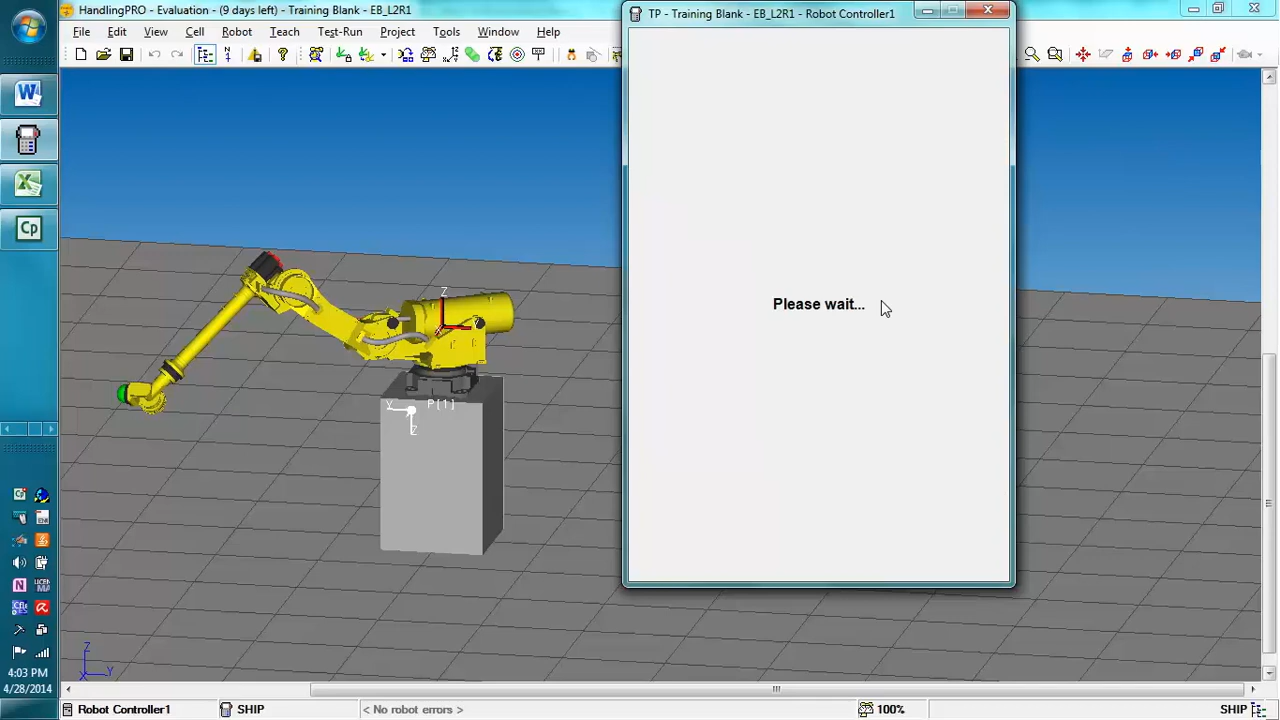 HandlingPRO - Evaluation - (9 days left) - Training Blank - EB_L2R1
TP - Training Blank - EB_L2R1 - Robot Controller1
File Edit View Cell Robot Teach Test-Run Project Tools Window Help
Please wait...
Z
P[1]
Y
Z
Cp
Z
Y
X
4:03 PM
4/28/2014
Robot Controller1 SHIP < No robot errors > 100% SHIP